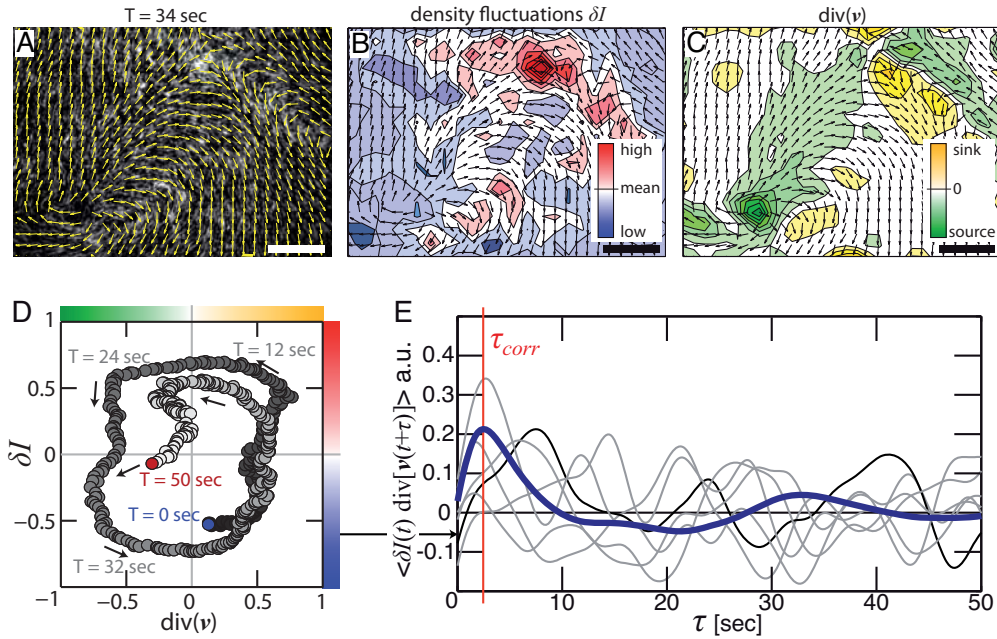 T = 34 sec
density fluctuations δI
div(v)
A
B
C
high
mean
low
sink
0
source
D
1
0.5
0
−0.5
−1
δI
T = 24 sec
T = 12 sec
T = 50 sec
T = 0 sec
T = 32 sec
−0.5
0
0.5
1
div(v)
E
0.4
0.3
0.2
0.1
0
-0.1
<δI(t) div[v(t+τ)]> a.u.
τcorr
0
10
20
30
40
50
τ [sec]